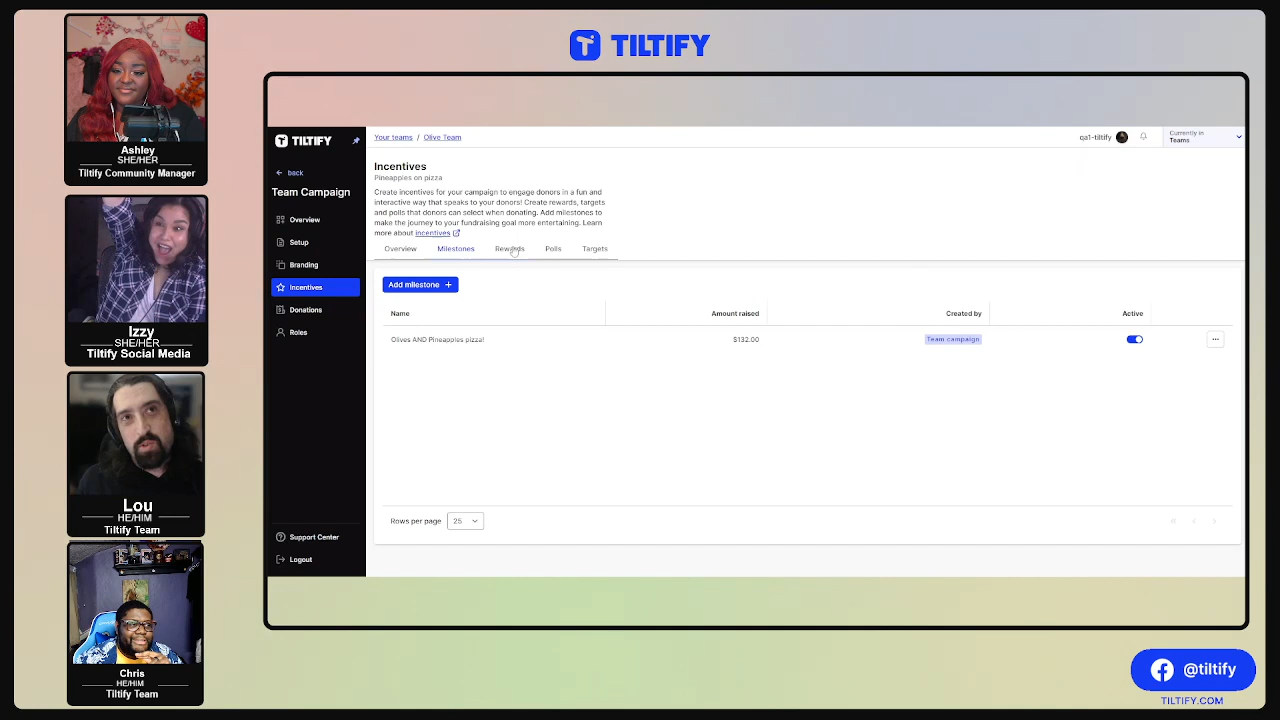 TILTIFY
Ashley
SHE/HER
Tiltify Community Manager
Izzy
SHE/HER
Tiltify Social Media
Lou
HE/HIM
Tiltify Team
Chris
HE/HIM
Tiltify Team
TILTIFY
back
Team Campaign
Overview
Setup
Branding
Incentives
Donations
Roles
Support Center
Logout
Your teams / Olive Team
qa1-tiltify
Currently in
Teams
Incentives
Pineapples on pizza
Create incentives for your campaign to engage donors in a fun and
interactive way that speaks to your donors! Create rewards, targets
and polls that donors can select when donating. Add milestones to
make the journey to your fundraising goal more entertaining. Learn
more about incentives
Overview Milestones Rewards Polls Targets
Add milestone +
Name Amount raised Created by Active
Olives AND Pineapples pizza! $132.00 Team campaign
Rows per page 25
@tiltify
TILTIFY.COM